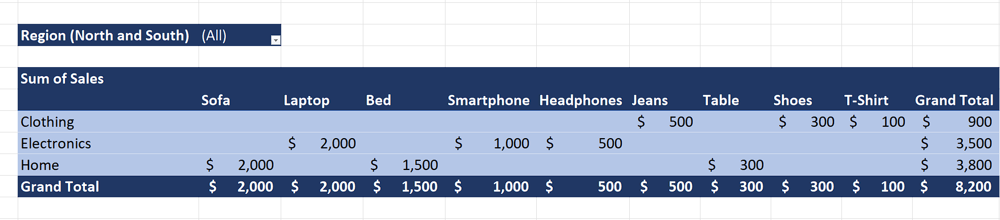 Region (North and South) (All)
Sum of Sales
Sofa Laptop Bed Smartphone Headphones Jeans Table Shoes T-Shirt Grand Total
Clothing $ 500 $ 300 $ 100 $ 900
Electronics $ 2,000 $ 1,000 $ 500 $ 3,500
Home $ 2,000 $ 1,500 $ 300 $ 3,800
Grand Total $ 2,000 $ 2,000 $ 1,500 $ 1,000 $ 500 $ 500 $ 300 $ 300 $ 100 $ 8,200